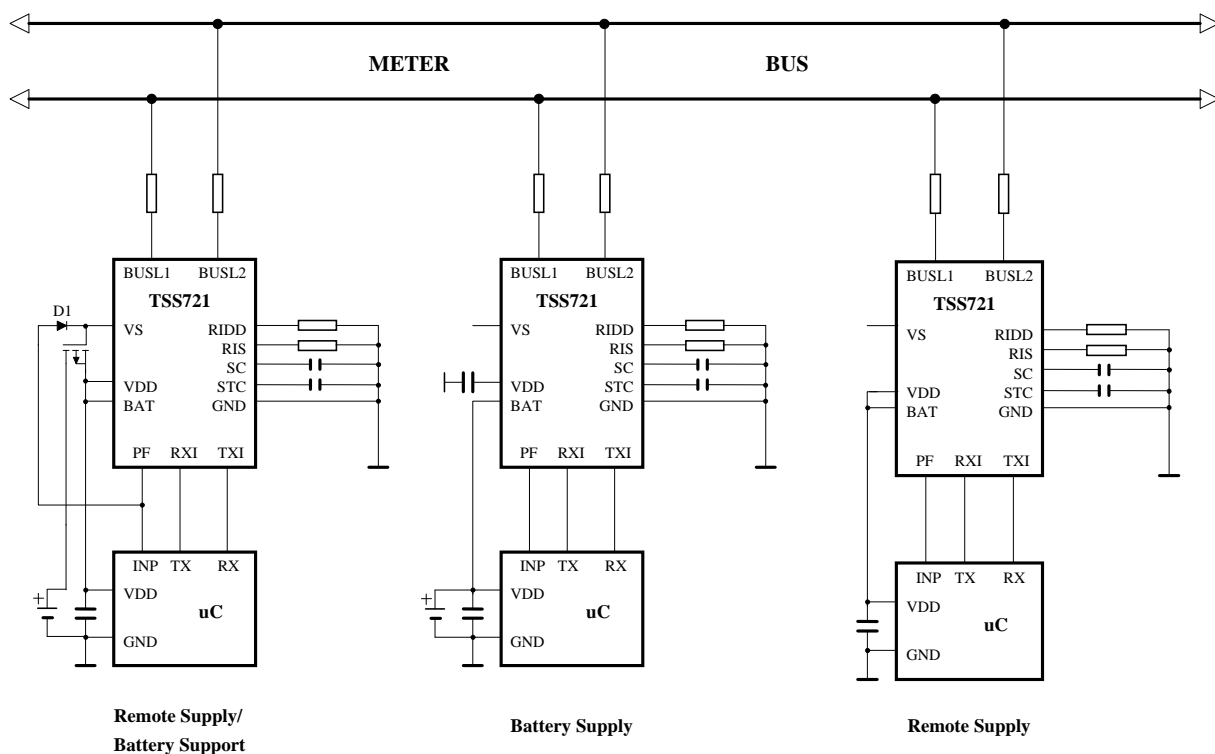 METER BUS
BUSL1 BUSL2
TSS721
D1
VS
RIDD
RIS
SC
VDD
STC
BAT
GND
PF RXI TXI
INP TX RX
+
VDD
uC
GND
Remote Supply/
Battery Support
BUSL1 BUSL2
TSS721
VS
RIDD
RIS
SC
VDD
STC
BAT
GND
PF RXI TXI
INP TX RX
+
VDD
uC
GND
Battery Supply
BUSL1 BUSL2
TSS721
VS
RIDD
RIS
SC
VDD
STC
BAT
GND
PF RXI TXI
INP TX RX
VDD
uC
GND
Remote Supply